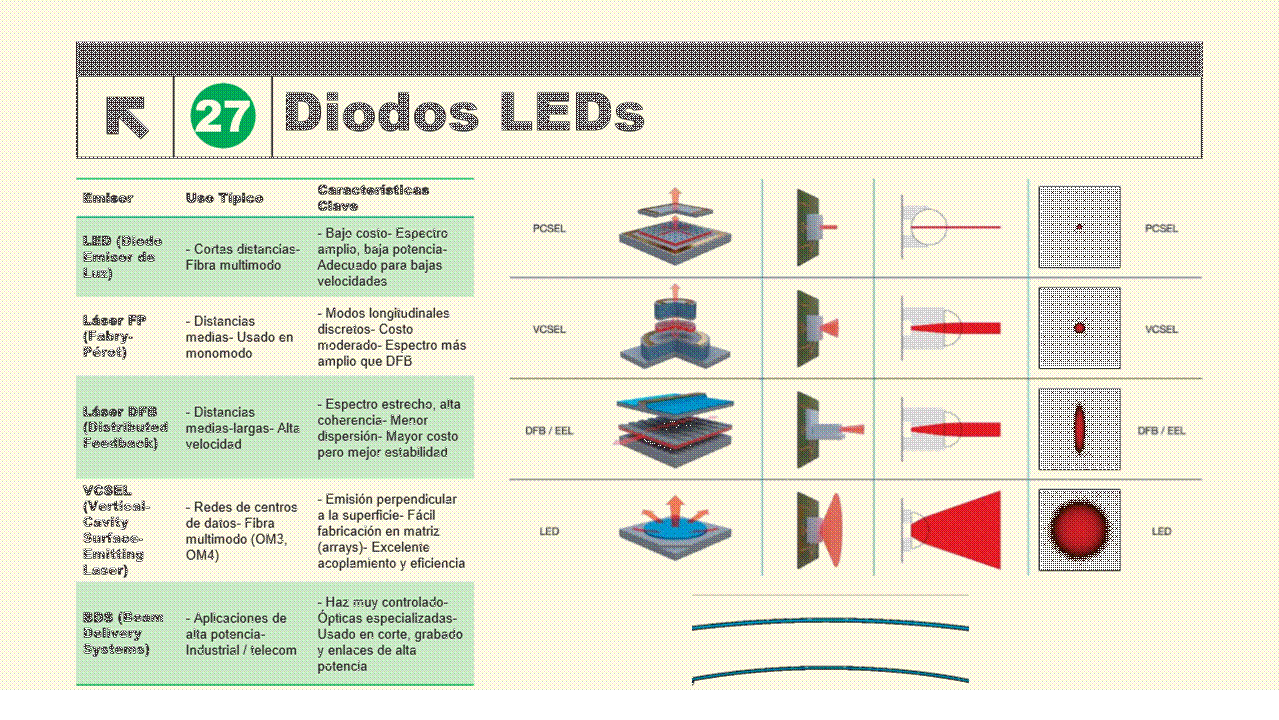 27
Diodos LEDs
Emisor
Uso Típico
Características
Clave
LED (Diodo
Emisor de
Luz)
- Cortas distancias-
Fibra multimodo
- Bajo costo- Espectro
amplio, baja potencia-
Adecuado para bajas
velocidades
Láser FP
(Fabry-
Pérot)
- Distancias
medias- Usado en
monomodo
- Modos longitudinales
discretos- Costo
moderado- Espectro más
amplio que DFB
Láser DFB
(Distributed
Feedback)
- Distancias
medias-largas- Alta
velocidad
- Espectro estrecho, alta
coherencia- Menor
dispersión- Mayor costo
pero mejor estabilidad
VCSEL
(Vertical-
Cavity
Surface-
Emitting
Laser)
- Redes de centros
de datos- Fibra
multimodo (OM3,
OM4)
- Emisión perpendicular
a la superficie- Fácil
fabricación en matriz
(arrays)- Excelente
acoplamiento y eficiencia
BDS (Beam
Delivery
Systems)
- Aplicaciones de
alta potencia-
Industrial / telecom
- Haz muy controlado-
Ópticas especializadas-
Usado en corte, grabado
y enlaces de alta
potencia
PCSEL
PCSEL
VCSEL
VCSEL
DFB / EEL
DFB / EEL
LED
LED